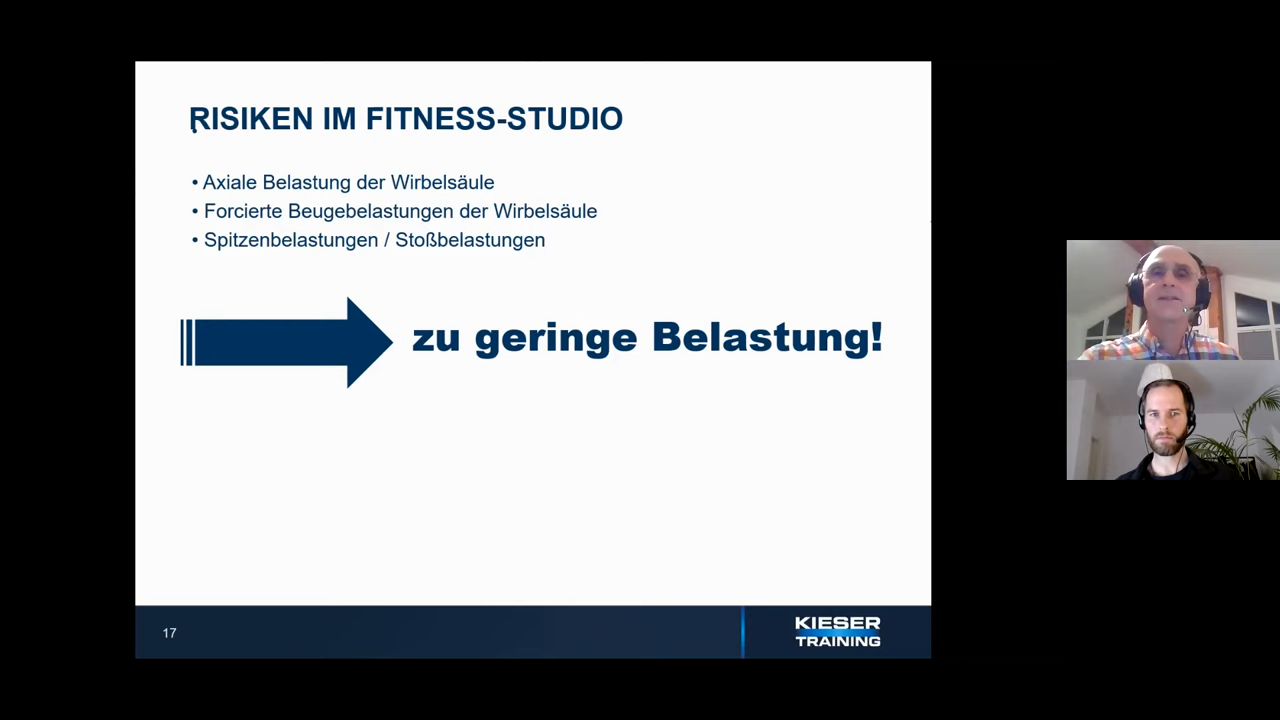 RISIKEN IM FITNESS-STUDIO
• Axiale Belastung der Wirbelsäule
• Forcierte Beugebelastungen der Wirbelsäule
• Spitzenbelastungen / Stoßbelastungen
zu geringe Belastung!
17
KIESER
TRAINING